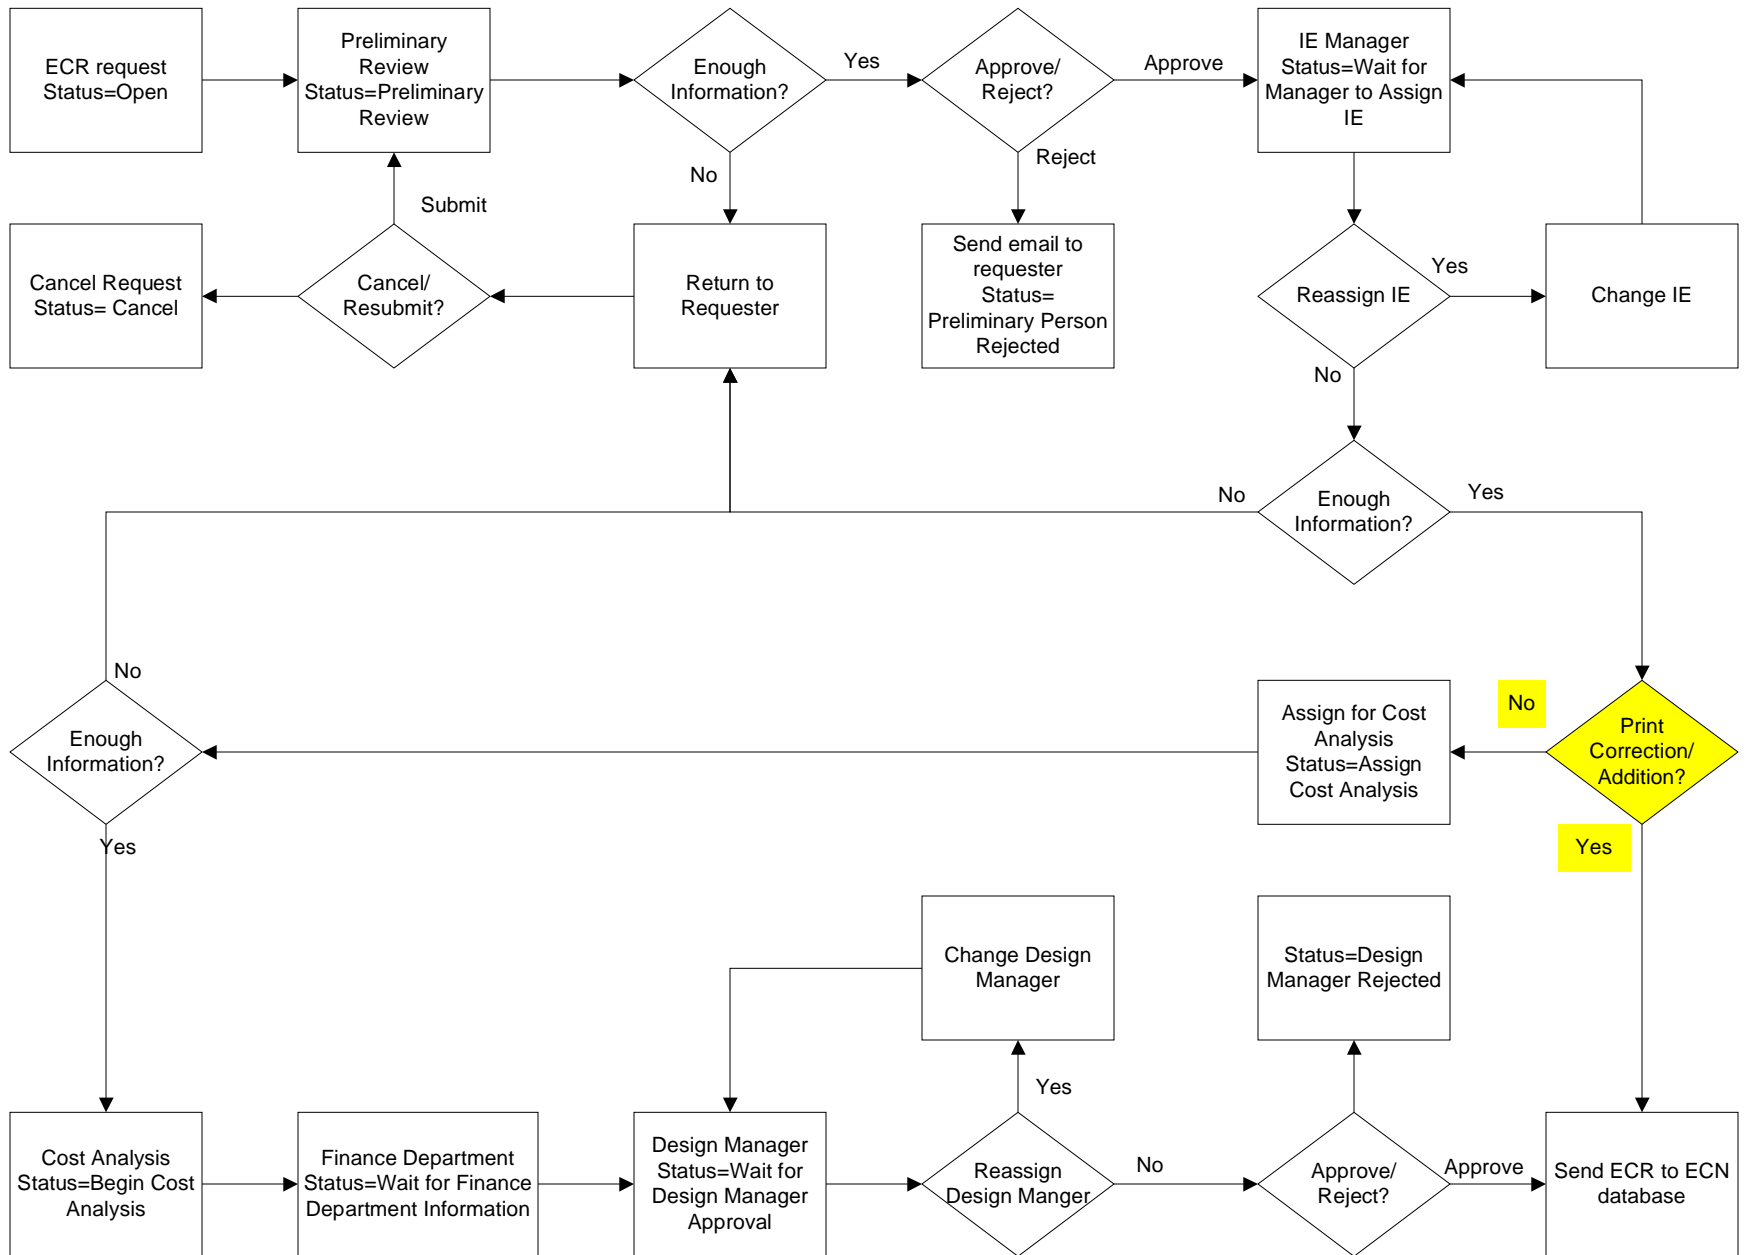 ECR request
Status=Open
Preliminary
Review
Status=Preliminary
Review
Enough
Information?
Yes
Approve/
Reject?
Approve
IE Manager
Status=Wait for
Manager to Assign
IE
No
Reject
Submit
Cancel Request
Status= Cancel
Cancel/
Resubmit?
Return to
Requester
Send email to
requester
Status=
Preliminary Person
Rejected
Reassign IE
Yes
Change IE
No
No
Enough
Information?
Yes
No
Enough
Information?
Yes
Assign for Cost
Analysis
Status=Assign
Cost Analysis
No
Print
Correction/
Addition?
Yes
Change Design
Manager
Status=Design
Manager Rejected
Yes
Cost Analysis
Status=Begin Cost
Analysis
Finance Department
Status=Wait for Finance
Department Information
Design Manager
Status=Wait for
Design Manager
Approval
Reassign
Design Manger
No
Approve/
Reject?
Approve
Send ECR to ECN
database